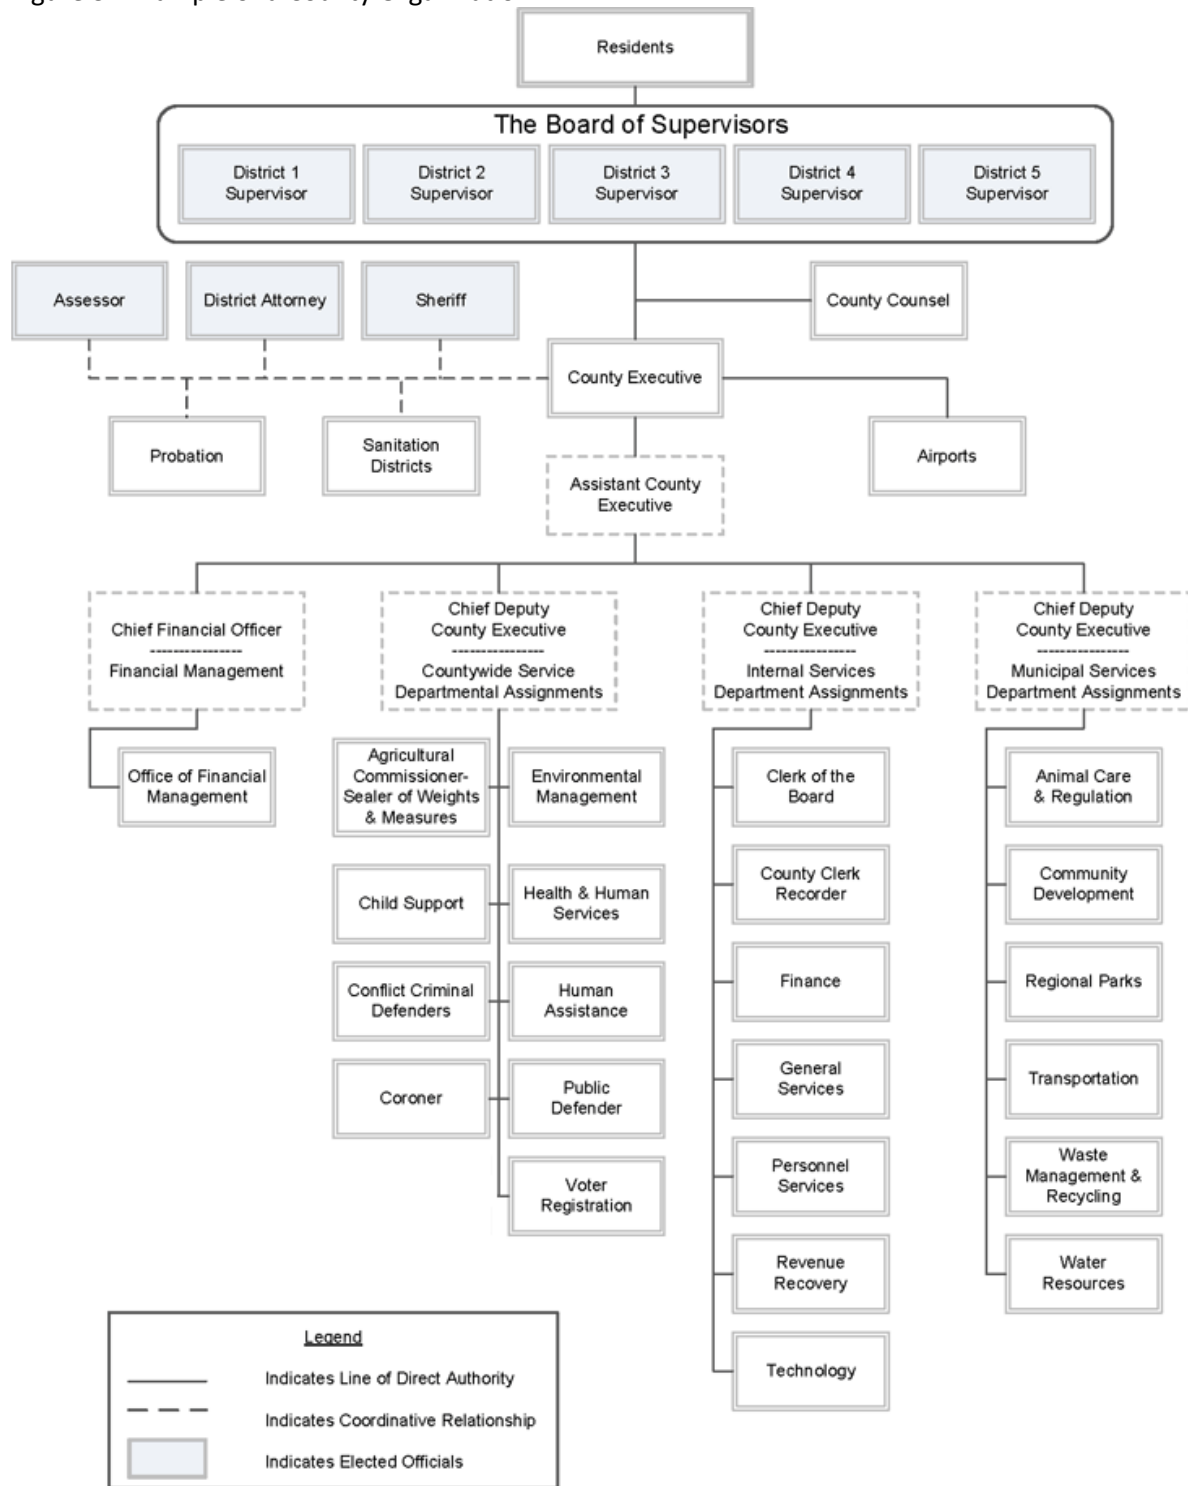 Residents
The Board of Supervisors
District 1
Supervisor
District 2
Supervisor
District 3
Supervisor
District 4
Supervisor
District 5
Supervisor
Assessor
District Attorney
Sheriff
County Counsel
County Executive
Probation
Sanitation
Districts
Airports
Assistant County
Executive
Chief Financial Officer
----------------
Financial Management
Chief Deputy
County Executive
----------------
Countywide Service
Departmental Assignments
Chief Deputy
County Executive
----------------
Internal Services
Department Assignments
Chief Deputy
County Executive
----------------
Municipal Services
Department Assignments
Office of Financial
Management
Agricultural
Commissioner-
Sealer of Weights
& Measures
Environmental
Management
Child Support
Health & Human
Services
Conflict Criminal
Defenders
Human
Assistance
Coroner
Public
Defender
Voter
Registration
Clerk of the
Board
County Clerk
Recorder
Finance
General
Services
Personnel
Services
Revenue
Recovery
Technology
Animal Care
& Regulation
Community
Development
Regional Parks
Transportation
Waste
Management &
Recycling
Water
Resources
Legend
Indicates Line of Direct Authority
Indicates Coordinative Relationship
Indicates Elected Officials